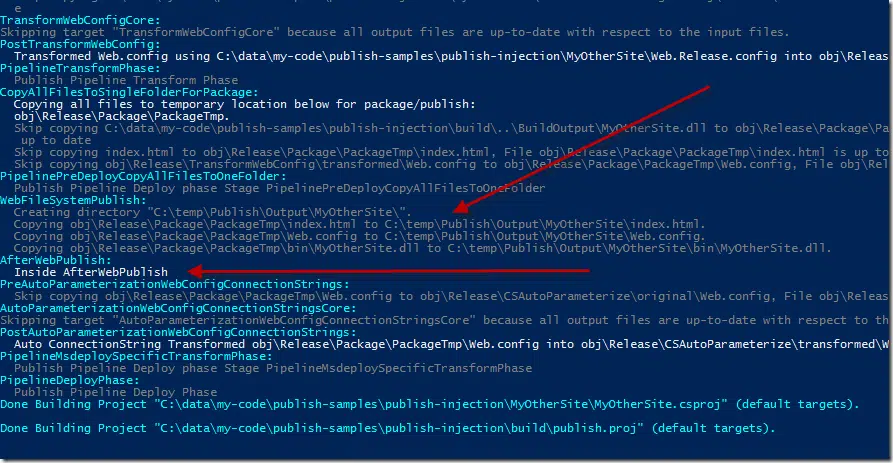 e
TransformWebConfigCore:
Skipping target "TransformWebConfigCore" because all output files are up-to-date with respect to the input files.
PostTransformWebConfig:
Transformed Web.config using C:\data\my-code\publish-samples\publish-injection\MyOtherSite\Web.Release.config into obj\Releas
PipelineTransformPhase:
Publish Pipeline Transform Phase
CopyAllFilesToSingleFolderForPackage:
Copying all files to temporary location below for package/publish:
obj\Release\Package\PackageTmp.
Skip copying C:\data\my-code\publish-samples\publish-injection\build\..\BuildOutput\MyOtherSite.dll to obj\Release\Package\Pa
up to date
Skip copying index.html to obj\Release\Package\PackageTmp\index.html, File obj\Release\Package\PackageTmp\index.html is up to
Skip copying obj\Release\TransformWebConfig\transformed\Web.config to obj\Release\Package\PackageTmp\Web.config, File obj\Rel
PipelinePreDeployCopyAllFilesToOneFolder:
Publish Pipeline Deploy phase Stage PipelinePreDeployCopyAllFilesToOneFolder
WebFileSystemPublish:
Creating directory "C:\temp\Publish\Output\MyOtherSite\".
Copying obj\Release\Package\PackageTmp\index.html to C:\temp\Publish\Output\MyOtherSite\index.html.
Copying obj\Release\Package\PackageTmp\Web.config to C:\temp\Publish\Output\MyOtherSite\Web.config.
Copying obj\Release\Package\PackageTmp\bin\MyOtherSite.dll to C:\temp\Publish\Output\MyOtherSite\bin\MyOtherSite.dll.
AfterWebPublish:
Inside AfterWebPublish
PreAutoParameterizationWebConfigConnectionStrings:
Skip copying obj\Release\Package\PackageTmp\Web.config to obj\Release\CSAutoParameterize\original\Web.config, File obj\Releas
AutoParameterizationWebConfigConnectionStringsCore:
Skipping target "AutoParameterizationWebConfigConnectionStringsCore" because all output files are up-to-date with respect to th
PostAutoParameterizationWebConfigConnectionStrings:
Auto ConnectionString Transformed obj\Release\Package\PackageTmp\Web.config into obj\Release\CSAutoParameterize\transformed\W
PipelineMsdeploySpecificTransformPhase:
Publish Pipeline Deploy phase Stage PipelineMsdeploySpecificTransformPhase
PipelineDeployPhase:
Publish Pipeline Deploy Phase
Done Building Project "C:\data\my-code\publish-samples\publish-injection\MyOtherSite\MyOtherSite.csproj" (default targets).
Done Building Project "C:\data\my-code\publish-samples\publish-injection\build\publish.proj" (default targets).